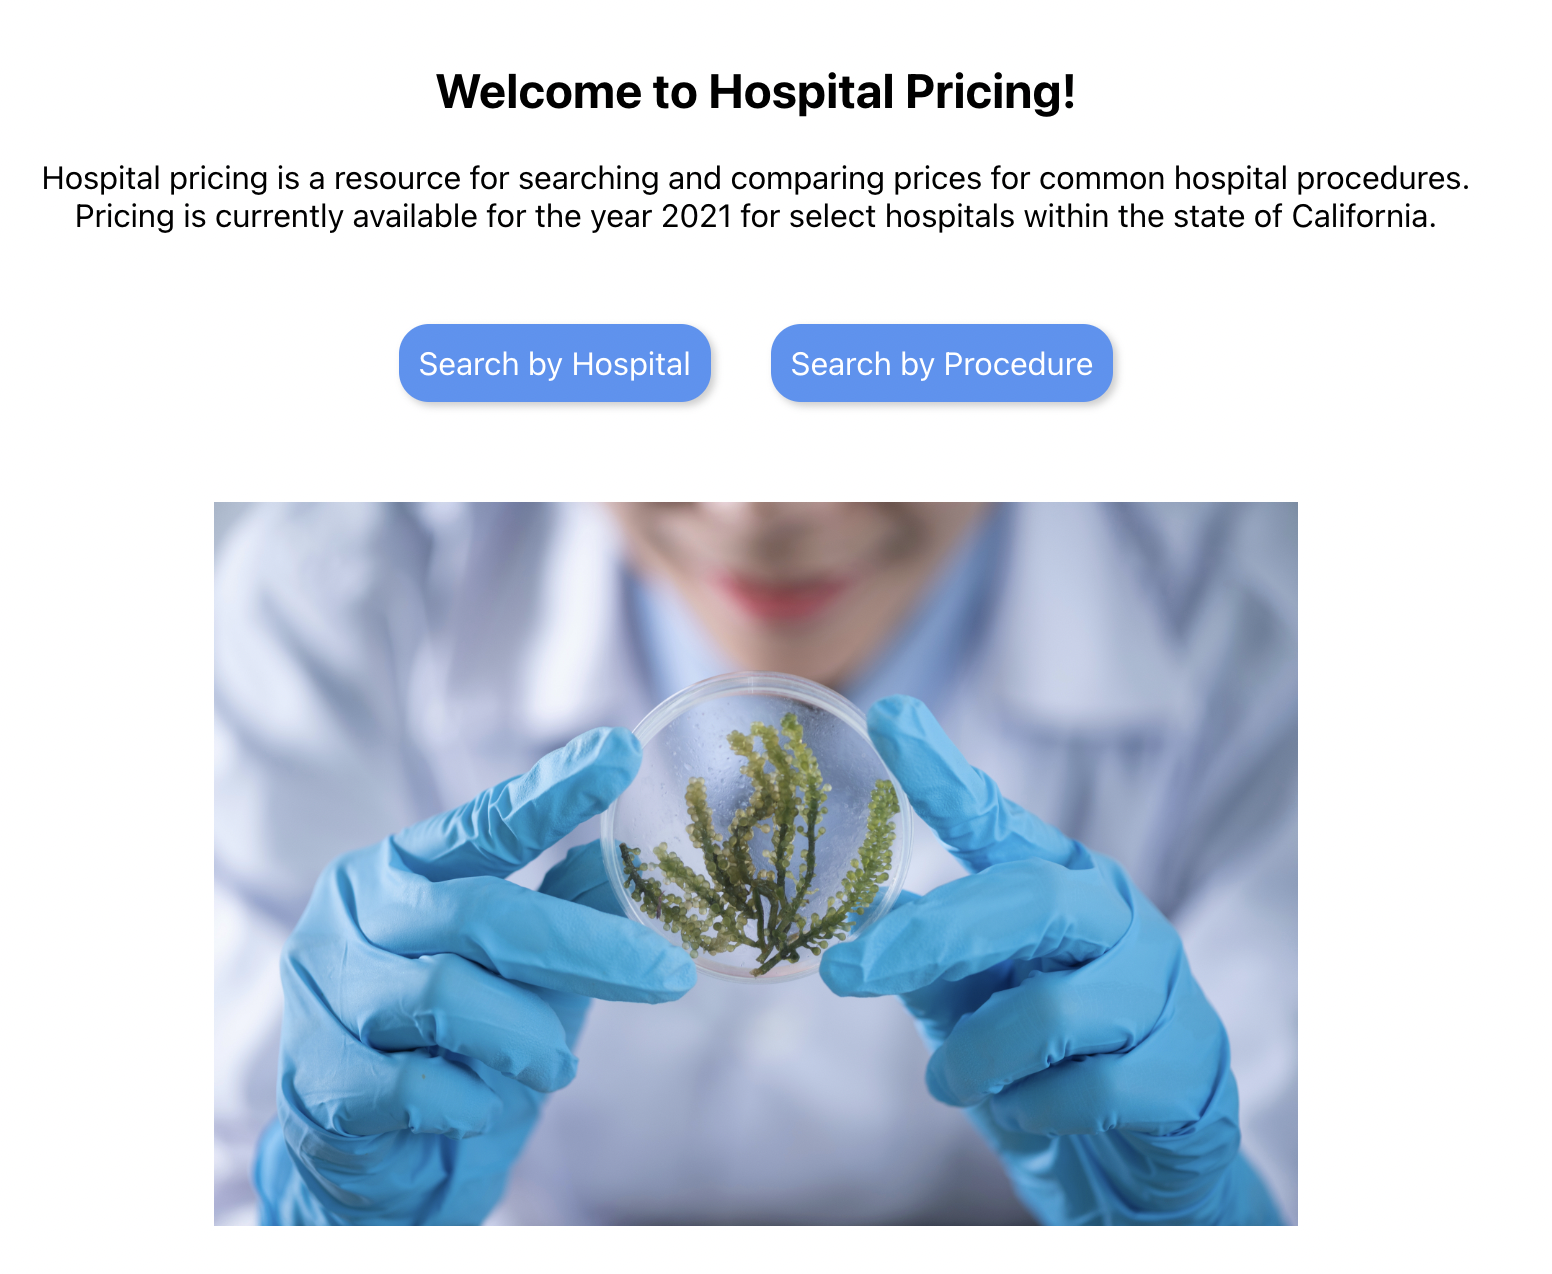 Welcome to Hospital Pricing!
Hospital pricing is a resource for searching and comparing prices for common hospital procedures.
Pricing is currently available for the year 2021 for select hospitals within the state of California.
Search by Hospital
Search by Procedure